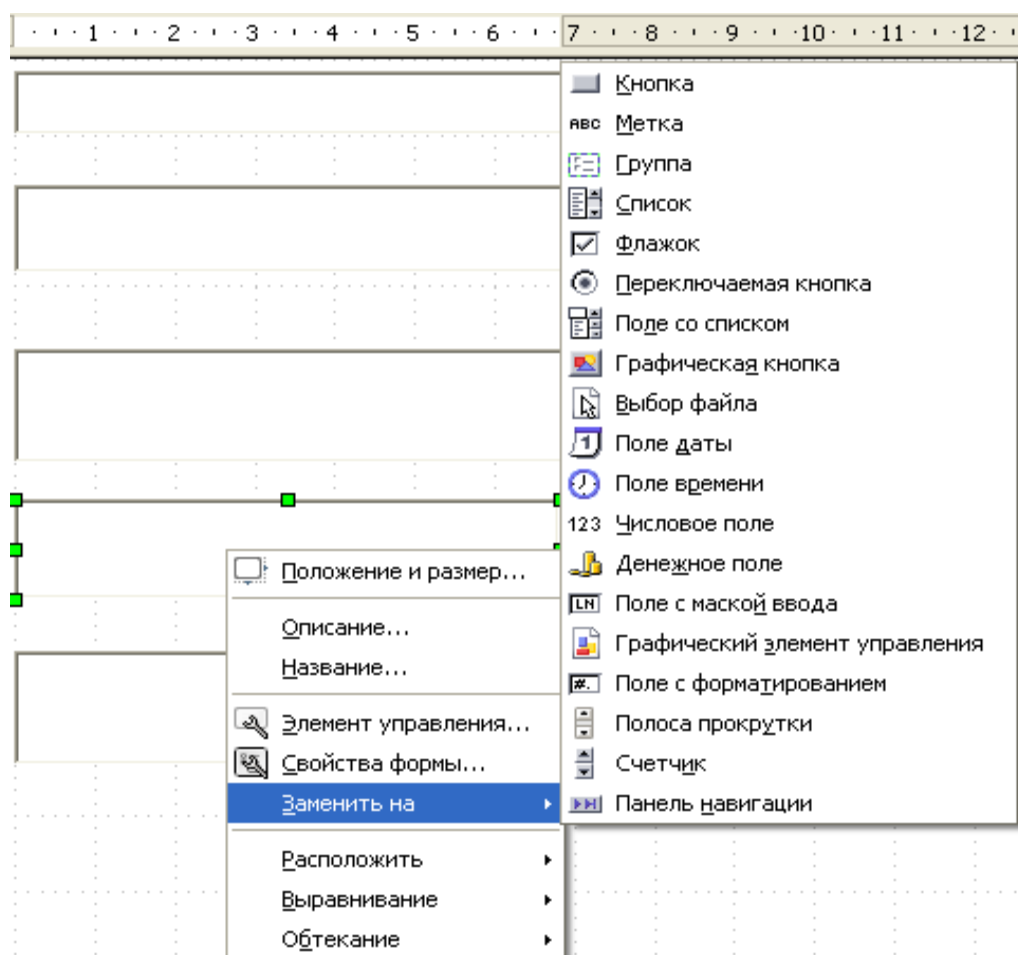 1 2 3 4 5 6 7 8 9 10 11 12
Кнопка
ABC Метка
Группа
Список
Флажок
Переключаемая кнопка
Поле со списком
Графическая кнопка
Выбор файла
1 Поле даты
Поле времени
123 Числовое поле
Денежное поле
LN Поле с маской ввода
Графический элемент управления
#. Поле с форматированием
Полоса прокрутки
Счетчик
Панель навигации
Положение и размер...
Описание...
Название...
Элемент управления...
Свойства формы...
Заменить на
Расположить
Выравнивание
Обтекание